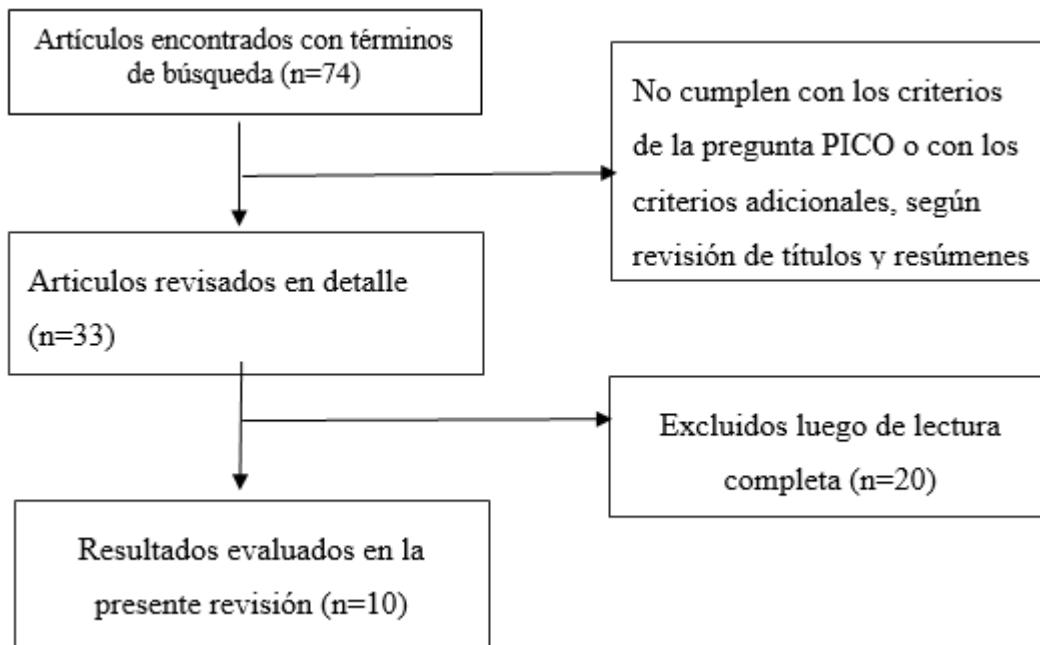 Artículos encontrados con términos
de búsqueda (n=74)
No cumplen con los criterios
de la pregunta PICO o con los
criterios adicionales, según
revisión de títulos y resúmenes
Articulos revisados en detalle
(n=33)
Excluidos luego de lectura
completa (n=20)
Resultados evaluados en la
presente revisión (n=10)